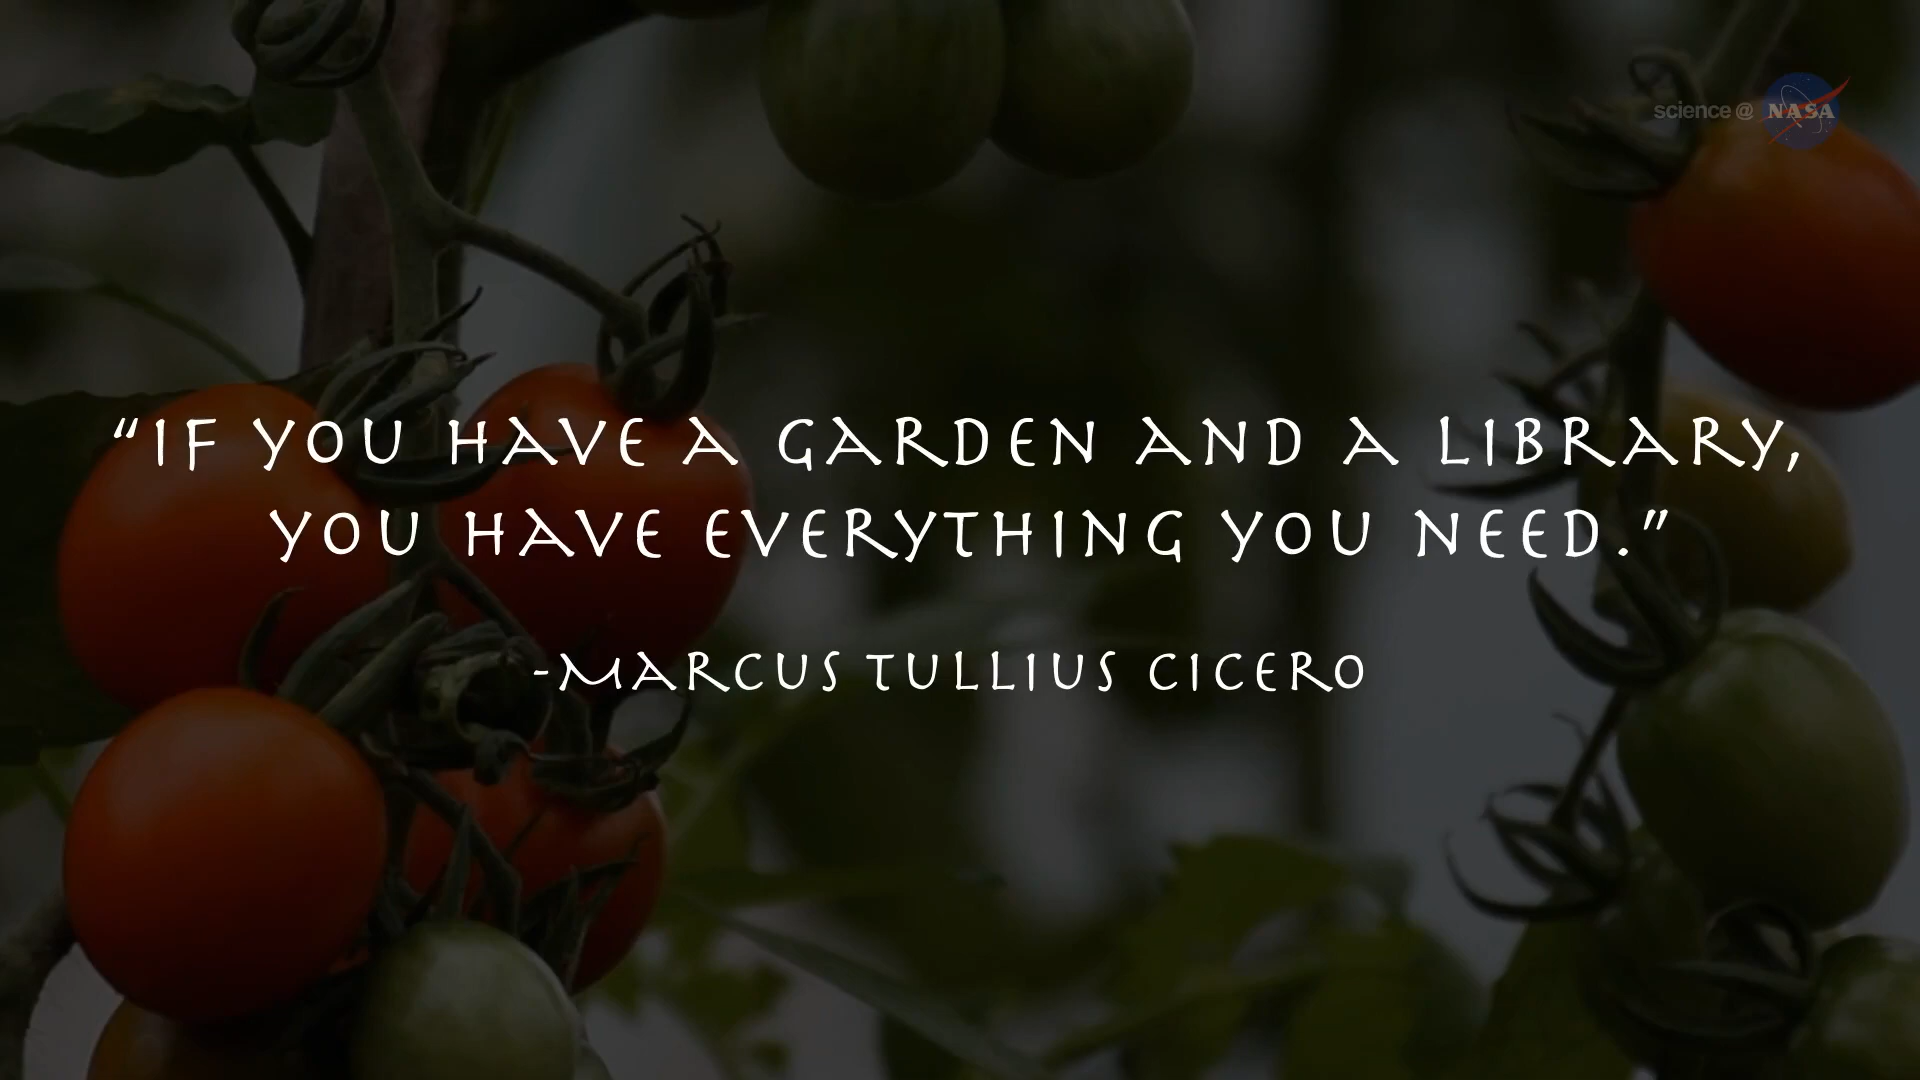 science @ NASA
“IF YOU HAVE A GARDEN AND A LIBRARY,
YOU HAVE EVERYTHING YOU NEED.”
-MARCUS TULLIUS CICERO